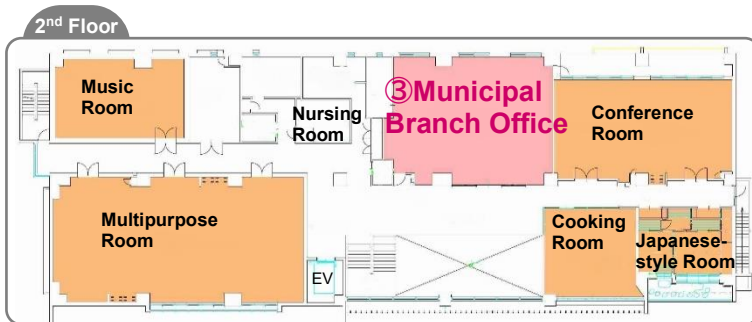 2nd Floor
Music
Room
Nursing
Room
③Municipal
Branch Office
Conference
Room
Multipurpose
Room
EV
Cooking
Room
Japanese-
style Room